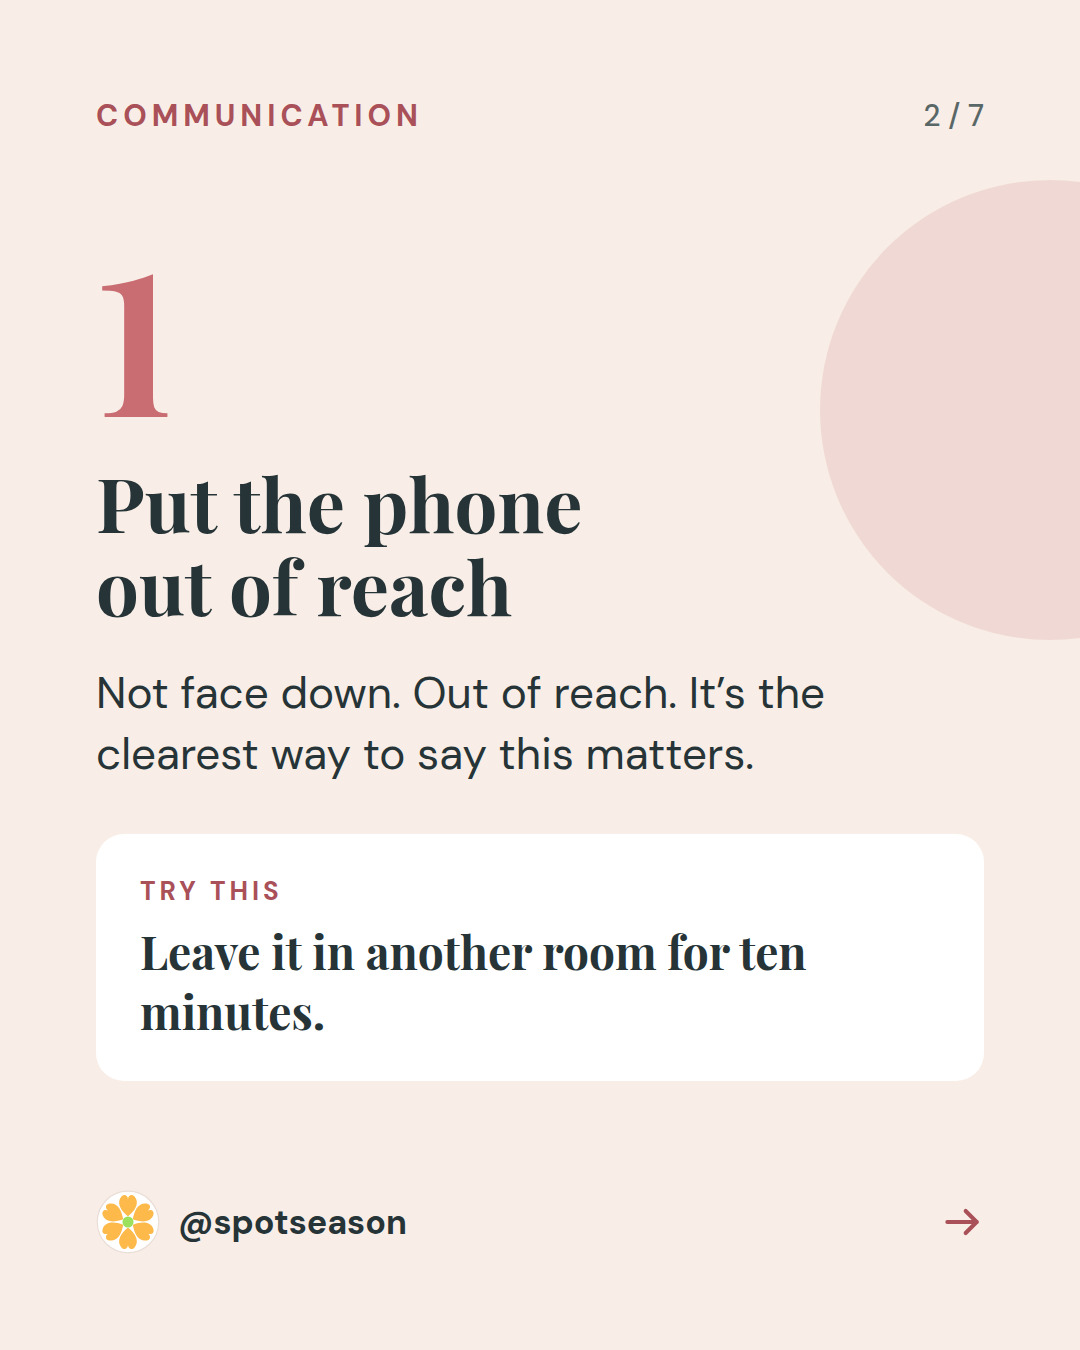 COMMUNICATION
2 / 7
1
Put the phone
out of reach
Not face down. Out of reach. It’s the
clearest way to say this matters.
TRY THIS
Leave it in another room for ten
minutes.
@spotseason